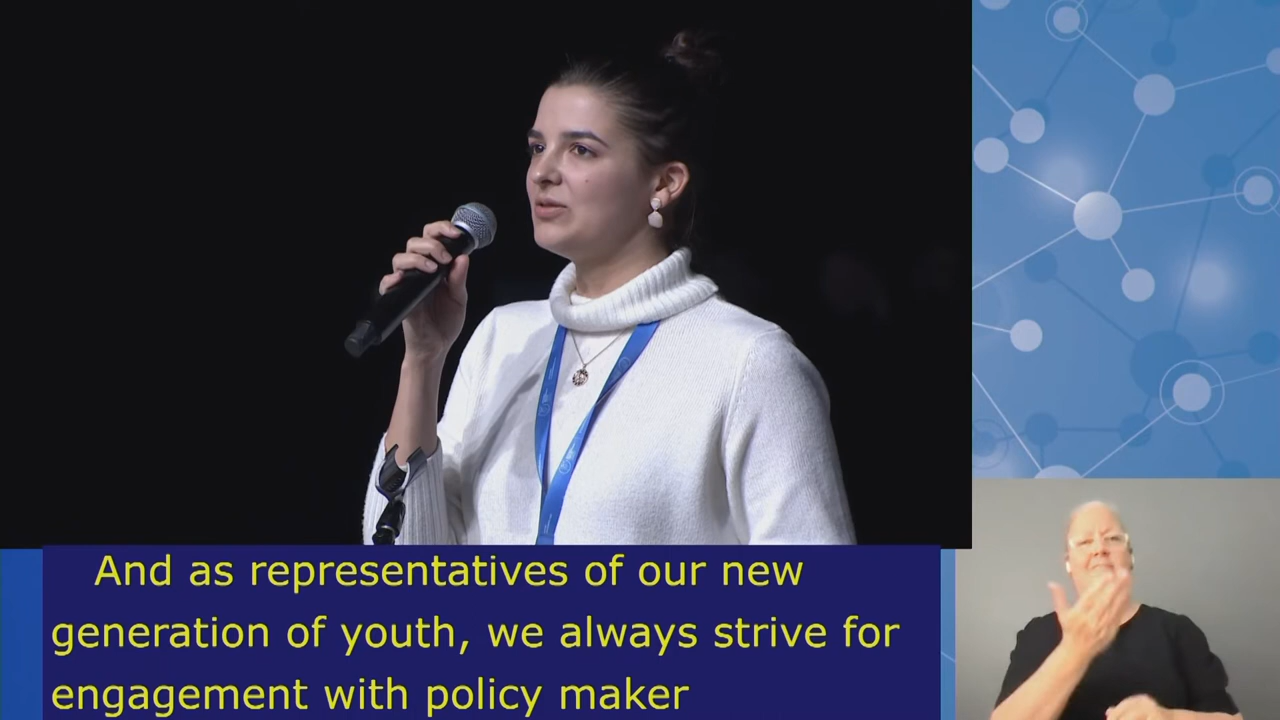 And as representatives of our new
generation of youth, we always strive for
engagement with policy maker